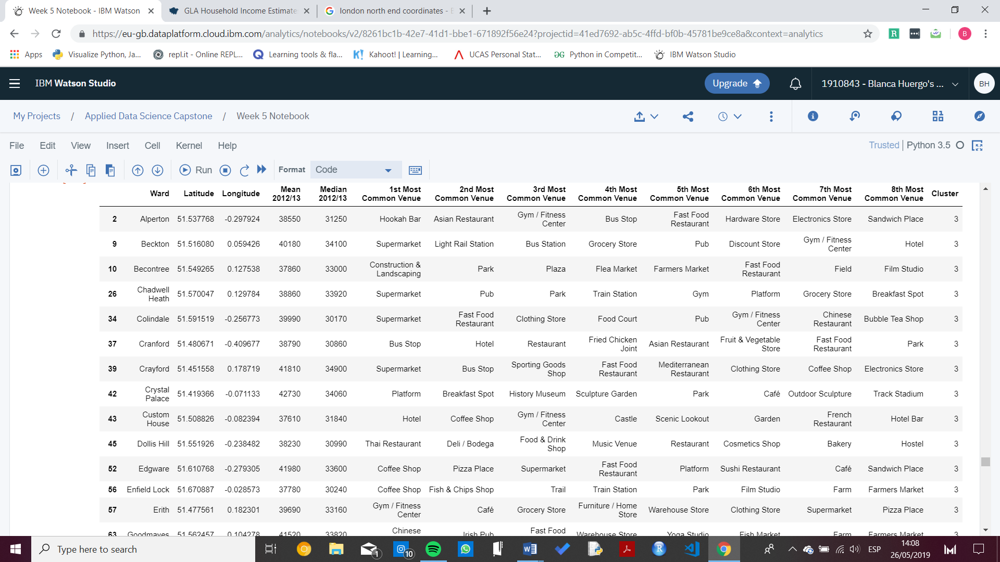 Week 5 Notebook - IBM Watson
GLA Household Income Estimate
london north end coordinates -
https://eu-gb.dataplatform.cloud.ibm.com/analytics/notebooks/v2/8261bc1b-42e7-41d1-bbe1-671892f56e24?projectid=41ed7692-ab5c-4ffd-bf0b-45781be9ce8a&context=analytics
Apps Visualize Python, Ja... repl.it - Online REPL... Learning tools & fla... Kahoot! | Learning... UCAS Personal Stat... Python in Competit... IBM Watson Studio
IBM Watson Studio Upgrade 1910843 - Blanca Huergo's ... BH
My Projects / Applied Data Science Capstone / Week 5 Notebook
File Edit View Insert Cell Kernel Help Trusted | Python 3.5
Run Format Code
Ward Latitude Longitude Mean 2012/13 Median 2012/13 1st Most Common Venue 2nd Most Common Venue 3rd Most Common Venue 4th Most Common Venue 5th Most Common Venue 6th Most Common Venue 7th Most Common Venue 8th Most Common Venue Cluster
2 Alperton 51.537768 -0.297924 38550 31250 Hookah Bar Asian Restaurant Gym / Fitness Center Bus Stop Fast Food Restaurant Hardware Store Electronics Store Sandwich Place 3
9 Beckton 51.516080 0.059426 40180 34100 Supermarket Light Rail Station Bus Station Grocery Store Pub Discount Store Gym / Fitness Center Hotel 3
10 Becontree 51.549265 0.127538 37860 33000 Construction & Landscaping Park Plaza Flea Market Farmers Market Fast Food Restaurant Field Film Studio 3
26 Chadwell Heath 51.570047 0.129784 38860 33920 Supermarket Pub Park Train Station Gym Platform Grocery Store Breakfast Spot 3
34 Colindale 51.591519 -0.256773 39990 30170 Supermarket Fast Food Restaurant Clothing Store Food Court Pub Gym / Fitness Center Chinese Restaurant Bubble Tea Shop 3
37 Cranford 51.480671 -0.409677 38790 30860 Bus Stop Hotel Restaurant Fried Chicken Joint Asian Restaurant Fruit & Vegetable Store Fast Food Restaurant Park 3
39 Crayford 51.451558 0.178719 41810 34900 Supermarket Bus Stop Sporting Goods Shop Fast Food Restaurant Mediterranean Restaurant Clothing Store Coffee Shop Electronics Store 3
42 Crystal Palace 51.419366 -0.071133 42730 34060 Platform Breakfast Spot History Museum Sculpture Garden Park Café Outdoor Sculpture Track Stadium 3
43 Custom House 51.508826 -0.082394 37610 31840 Hotel Coffee Shop Gym / Fitness Center Castle Scenic Lookout Garden French Restaurant Hotel Bar 3
45 Dollis Hill 51.551926 -0.238482 38230 30990 Thai Restaurant Deli / Bodega Food & Drink Shop Music Venue Restaurant Cosmetics Shop Bakery Hostel 3
52 Edgware 51.610768 -0.279305 41980 33600 Coffee Shop Pizza Place Supermarket Fast Food Restaurant Platform Sushi Restaurant Café Sandwich Place 3
56 Enfield Lock 51.670887 -0.028573 37780 30240 Coffee Shop Fish & Chips Shop Trail Train Station Park Film Studio Farm Farmers Market 3
57 Erith 51.477561 0.182301 39690 33160 Gym / Fitness Center Café Grocery Store Furniture / Home Store Warehouse Store Clothing Store Supermarket Pizza Place 3
63 Goodmayes 51.562457 0.104278 41520 33820 Chinese Irish Pub Fast Food Warehouse Store Yoga Studio Fish Market Farm Farmers Market 3
Type here to search 1 10 ESP 14:08
26/05/2019